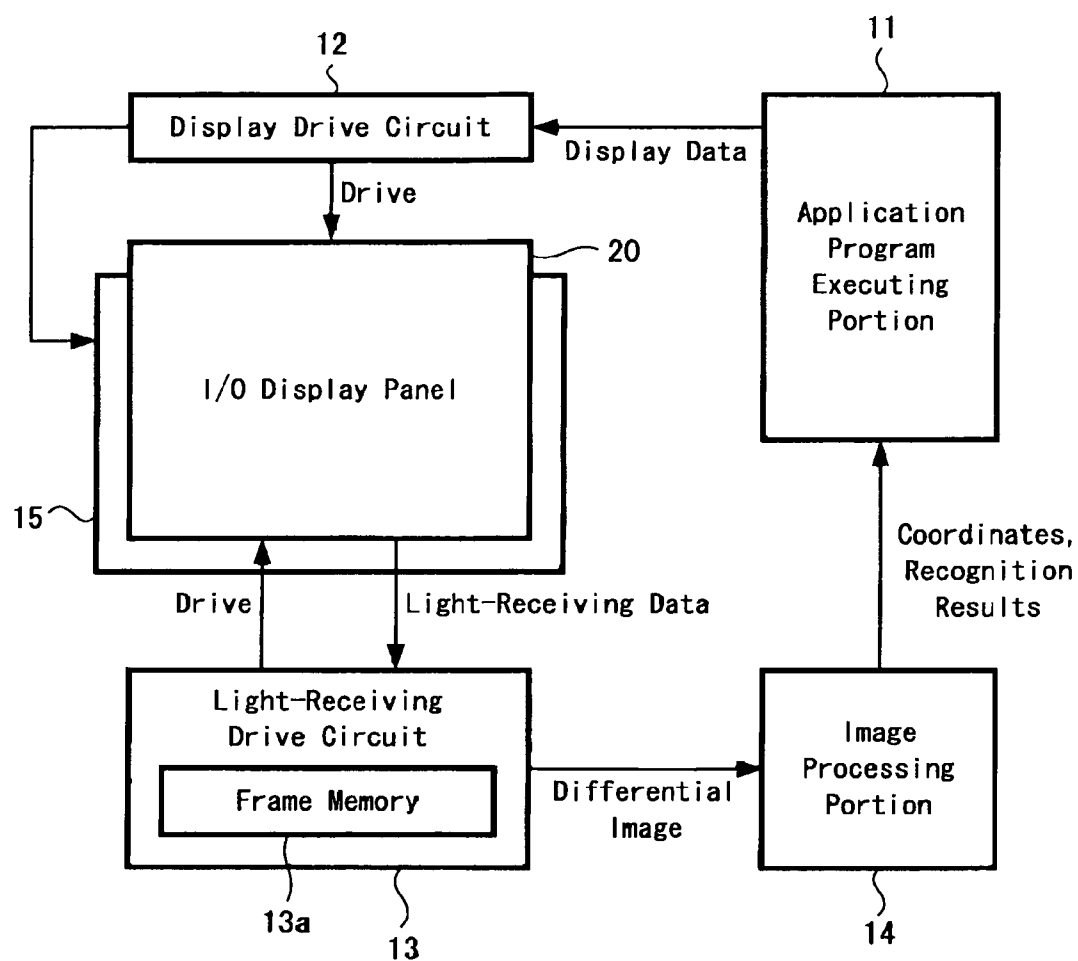 12
11
Display Drive Circuit
Display Data
Drive
Application
Program
Executing
Portion
20
I/O Display Panel
15
Coordinates,
Recognition
Results
Drive
Light-Receiving Data
Light-Receiving
Drive Circuit
Frame Memory
Differential
Image
Image
Processing
Portion
13a
13
14